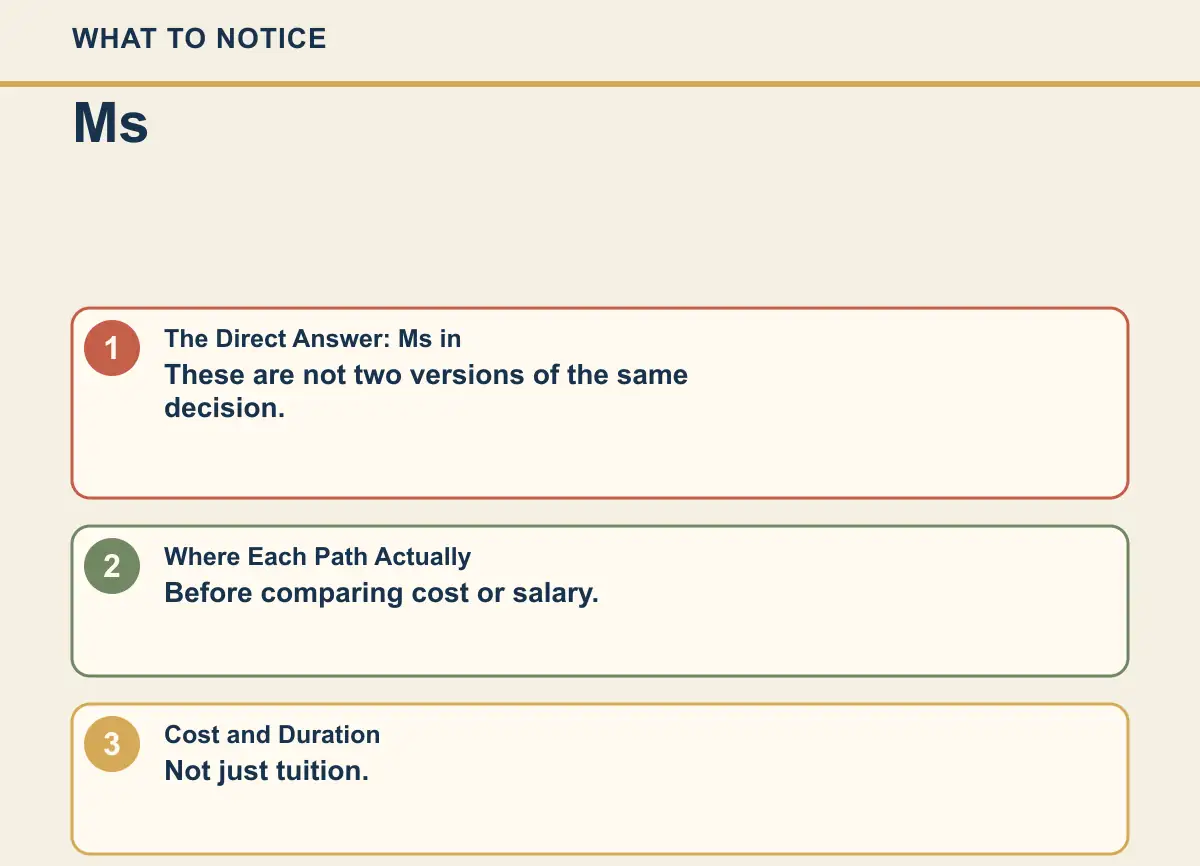 WHAT TO NOTICE
Ms
1
The Direct Answer: Ms in
These are not two versions of the same
decision.
2
Where Each Path Actually
Before comparing cost or salary.
3
Cost and Duration
Not just tuition.